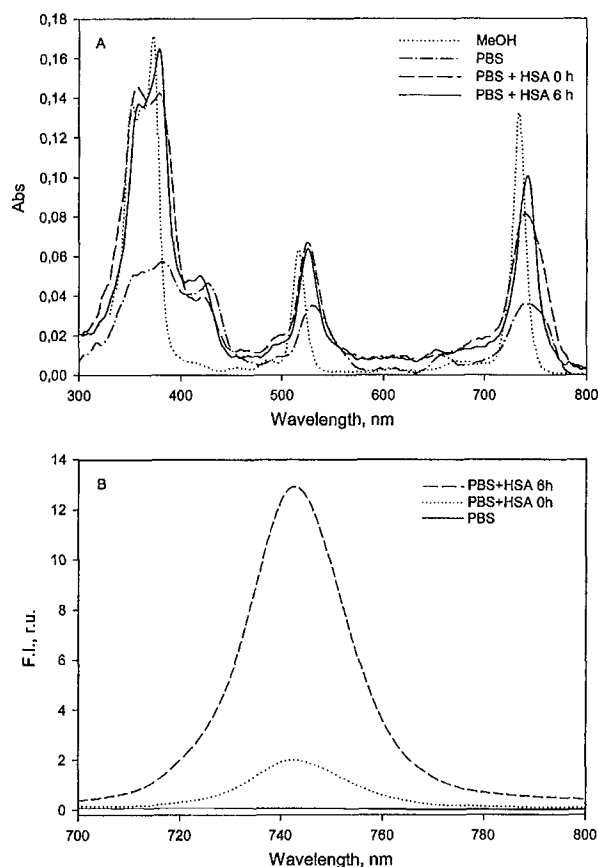 A
MeOH
PBS
PBS + HSA 0 h
PBS + HSA 6 h
0,18
0,16
0,14
0,12
0,10
0,08
0,06
0,04
0,02
0,00
Abs
300 400 500 600 700 800
Wavelength, nm
B
PBS+HSA 6h
PBS+HSA 0h
PBS
14
12
10
8
6
4
2
0
F.I., r.u.
700 720 740 760 780 800
Wavelength, nm